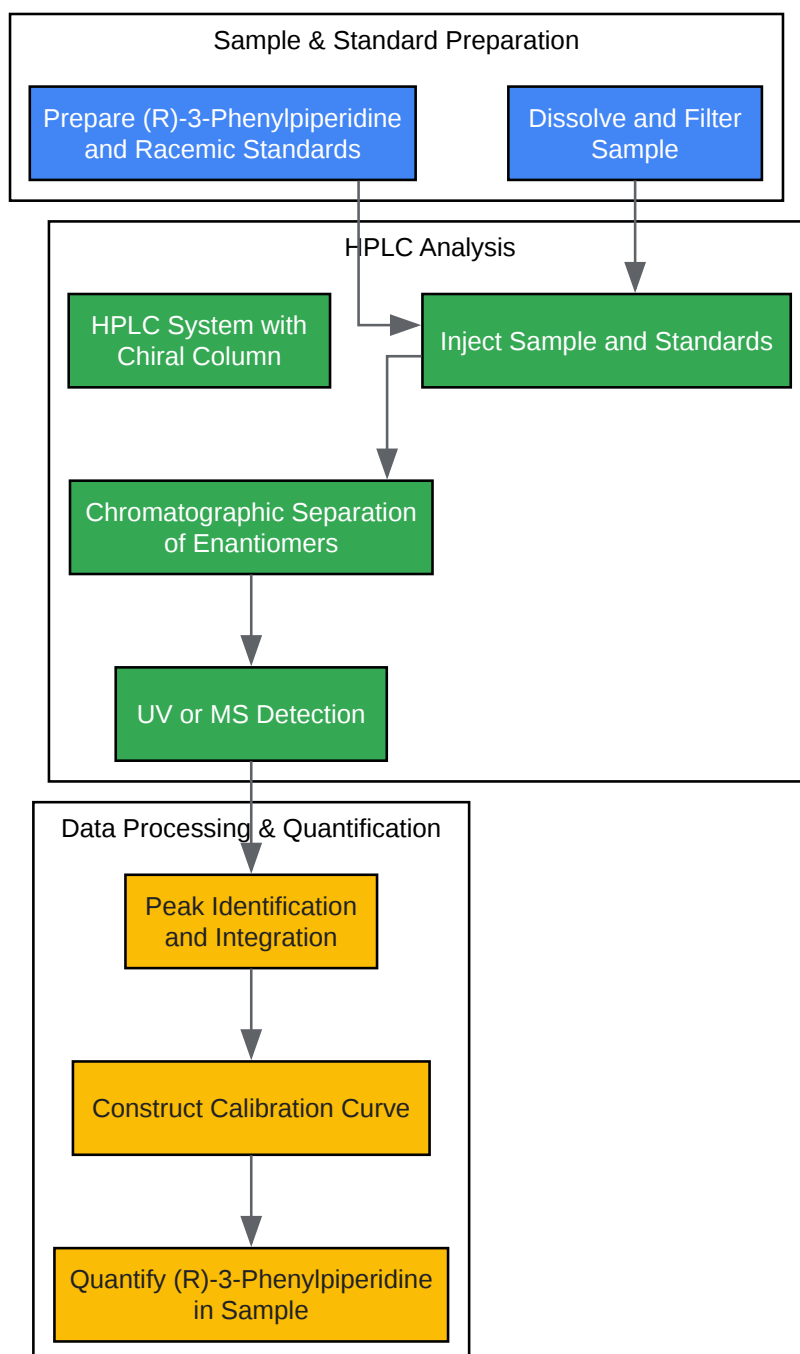 Sample & Standard Preparation
Prepare (R)-3-Phenylpiperidine
and Racemic Standards
Dissolve and Filter
Sample
HPLC Analysis
HPLC System with
Chiral Column
Inject Sample and Standards
Chromatographic Separation
of Enantiomers
UV or MS Detection
Data Processing & Quantification
Peak Identification
and Integration
Construct Calibration Curve
Quantify (R)-3-Phenylpiperidine
in Sample